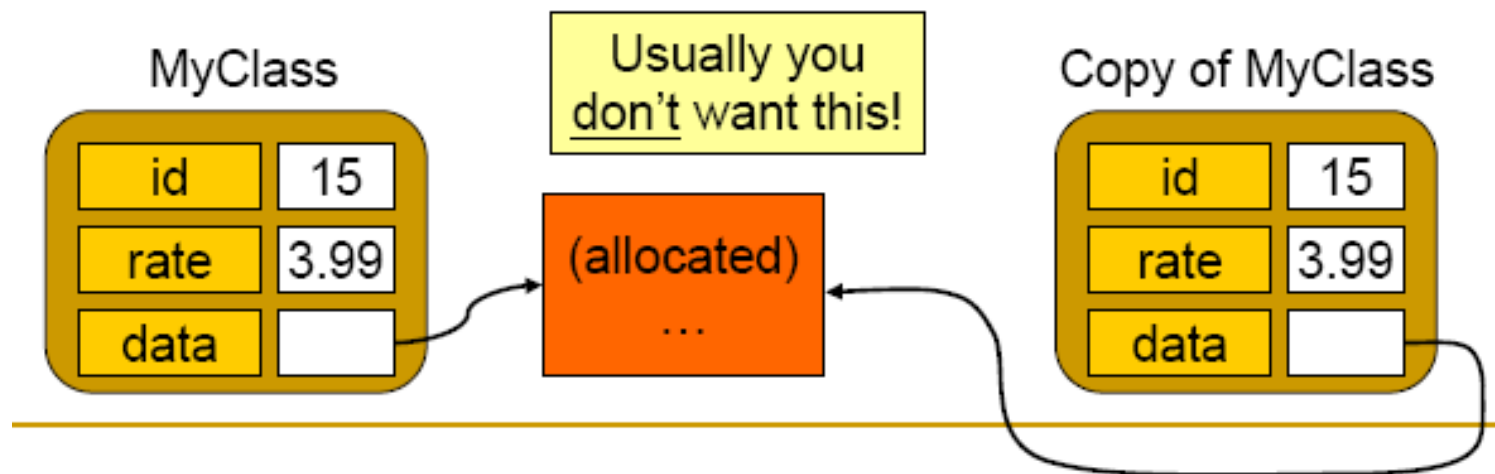 MyClass
id 15
rate 3.99
data
Usually you
don't want this!
(allocated)
...
Copy of MyClass
id 15
rate 3.99
data